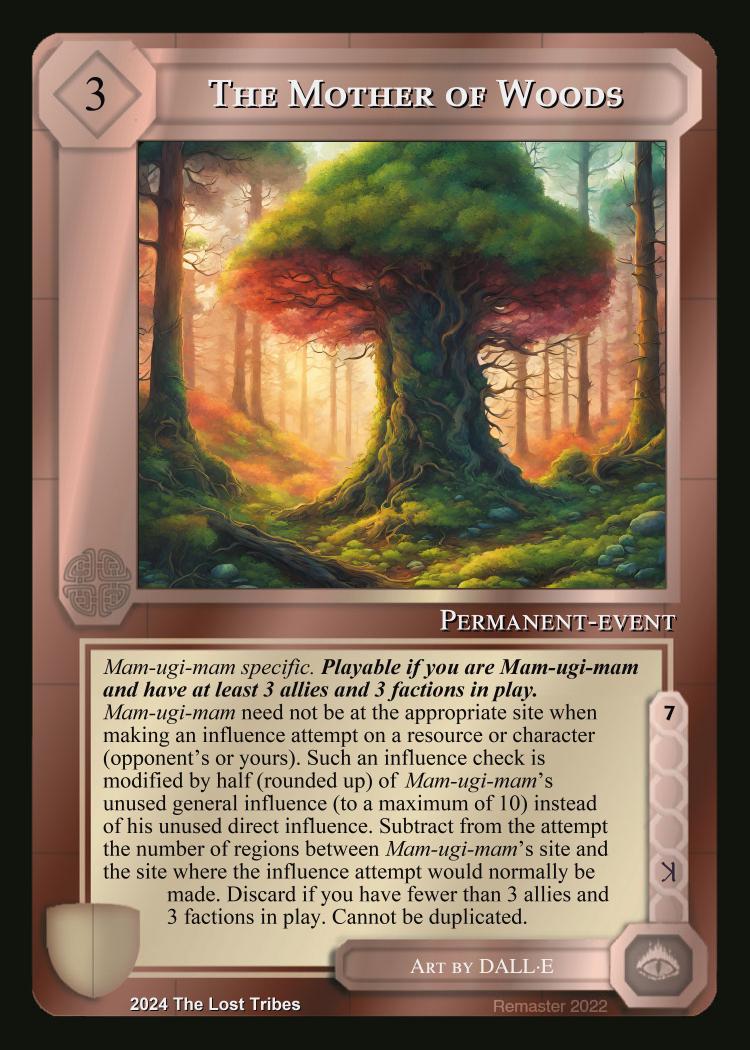 3
The Mother of Woods
Permanent-event
Mam-ugi-mam specific. Playable if you are Mam-ugi-mam
and have at least 3 allies and 3 factions in play.
Mam-ugi-mam need not be at the appropriate site when
making an influence attempt on a resource or character
(opponent's or yours). Such an influence check is
modified by half (rounded up) of Mam-ugi-mam's
unused general influence (to a maximum of 10) instead
of his unused direct influence. Subtract from the attempt
the number of regions between Mam-ugi-mam's site and
the site where the influence attempt would normally be
made. Discard if you have fewer than 3 allies and
3 factions in play. Cannot be duplicated.
7
Art by DALL·E
2024 The Lost Tribes
Remaster 2022